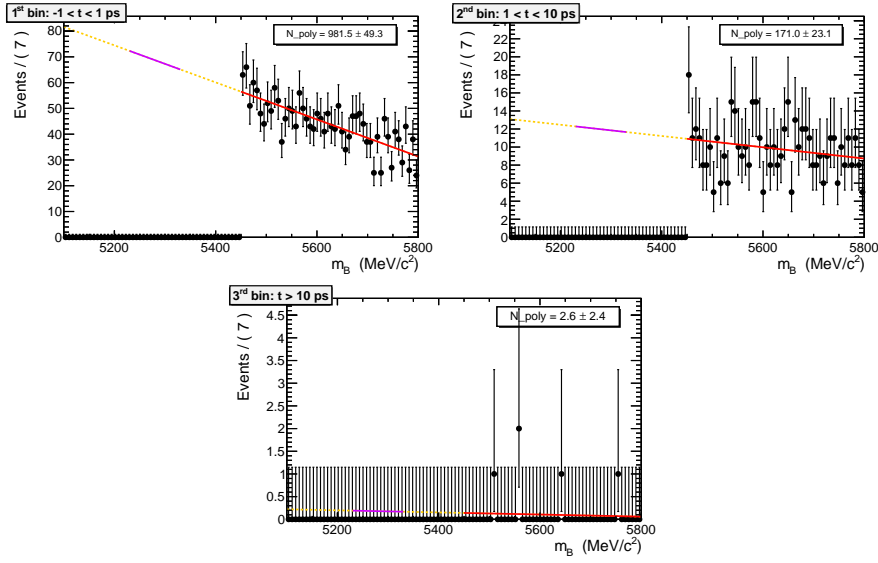 1st bin: -1 < t < 1 ps
N_poly = 981.5 ± 49.3
Events / ( 7 )
80
70
60
50
40
30
20
10
0
5200 5400 5600 5800
m_B (MeV/c²)
2nd bin: 1 < t < 10 ps
N_poly = 171.0 ± 23.1
Events / ( 7 )
24
22
20
18
16
14
12
10
8
6
4
2
0
5200 5400 5600 5800
m_B (MeV/c²)
3rd bin: t > 10 ps
N_poly = 2.6 ± 2.4
Events / ( 7 )
4.5
4
3.5
3
2.5
2
1.5
1
0.5
0
5200 5400 5600 5800
m_B (MeV/c²)